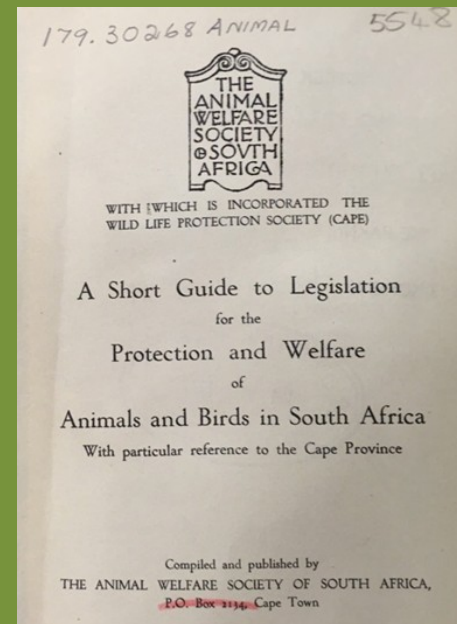 179.30268 ANIMAL 5548
THE
ANIMAL
WELFARE
SOCIETY
OF SOVTH
AFRICA
WITH WHICH IS INCORPORATED THE
WILD LIFE PROTECTION SOCIETY (CAPE)
A Short Guide to Legislation
for the
Protection and Welfare
of
Animals and Birds in South Africa
With particular reference to the Cape Province
Compiled and published by
THE ANIMAL WELFARE SOCIETY OF SOUTH AFRICA,
P.O. Box 2134, Cape Town